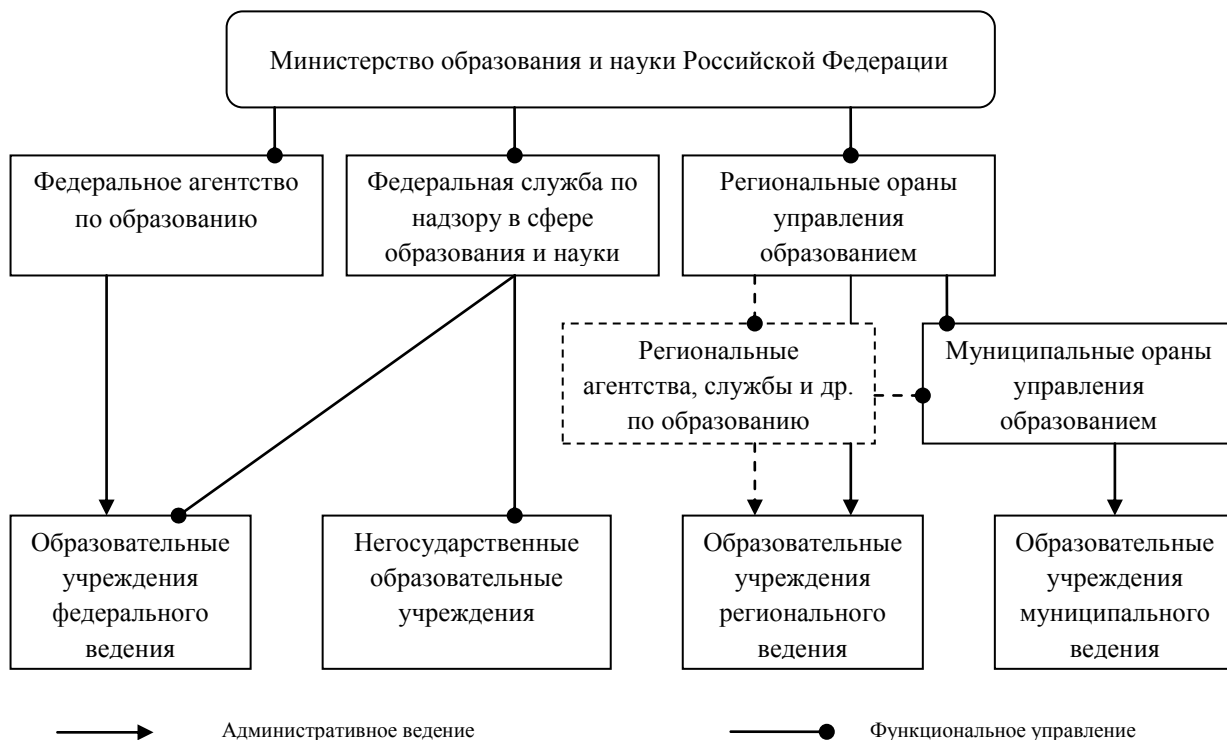 Министерство образования и науки Российской Федерации
Федеральное агентство
по образованию
Федеральная служба по
надзору в сфере
образования и науки
Региональные ораны
управления
образованием
Региональные
агентства, службы и др.
по образованию
Муниципальные ораны
управления
образованием
Образовательные
учреждения
федерального
ведения
Негосударственные
образовательные
учреждения
Образовательные
учреждения
регионального
ведения
Образовательные
учреждения
муниципального
ведения
Административное ведение
Функциональное управление